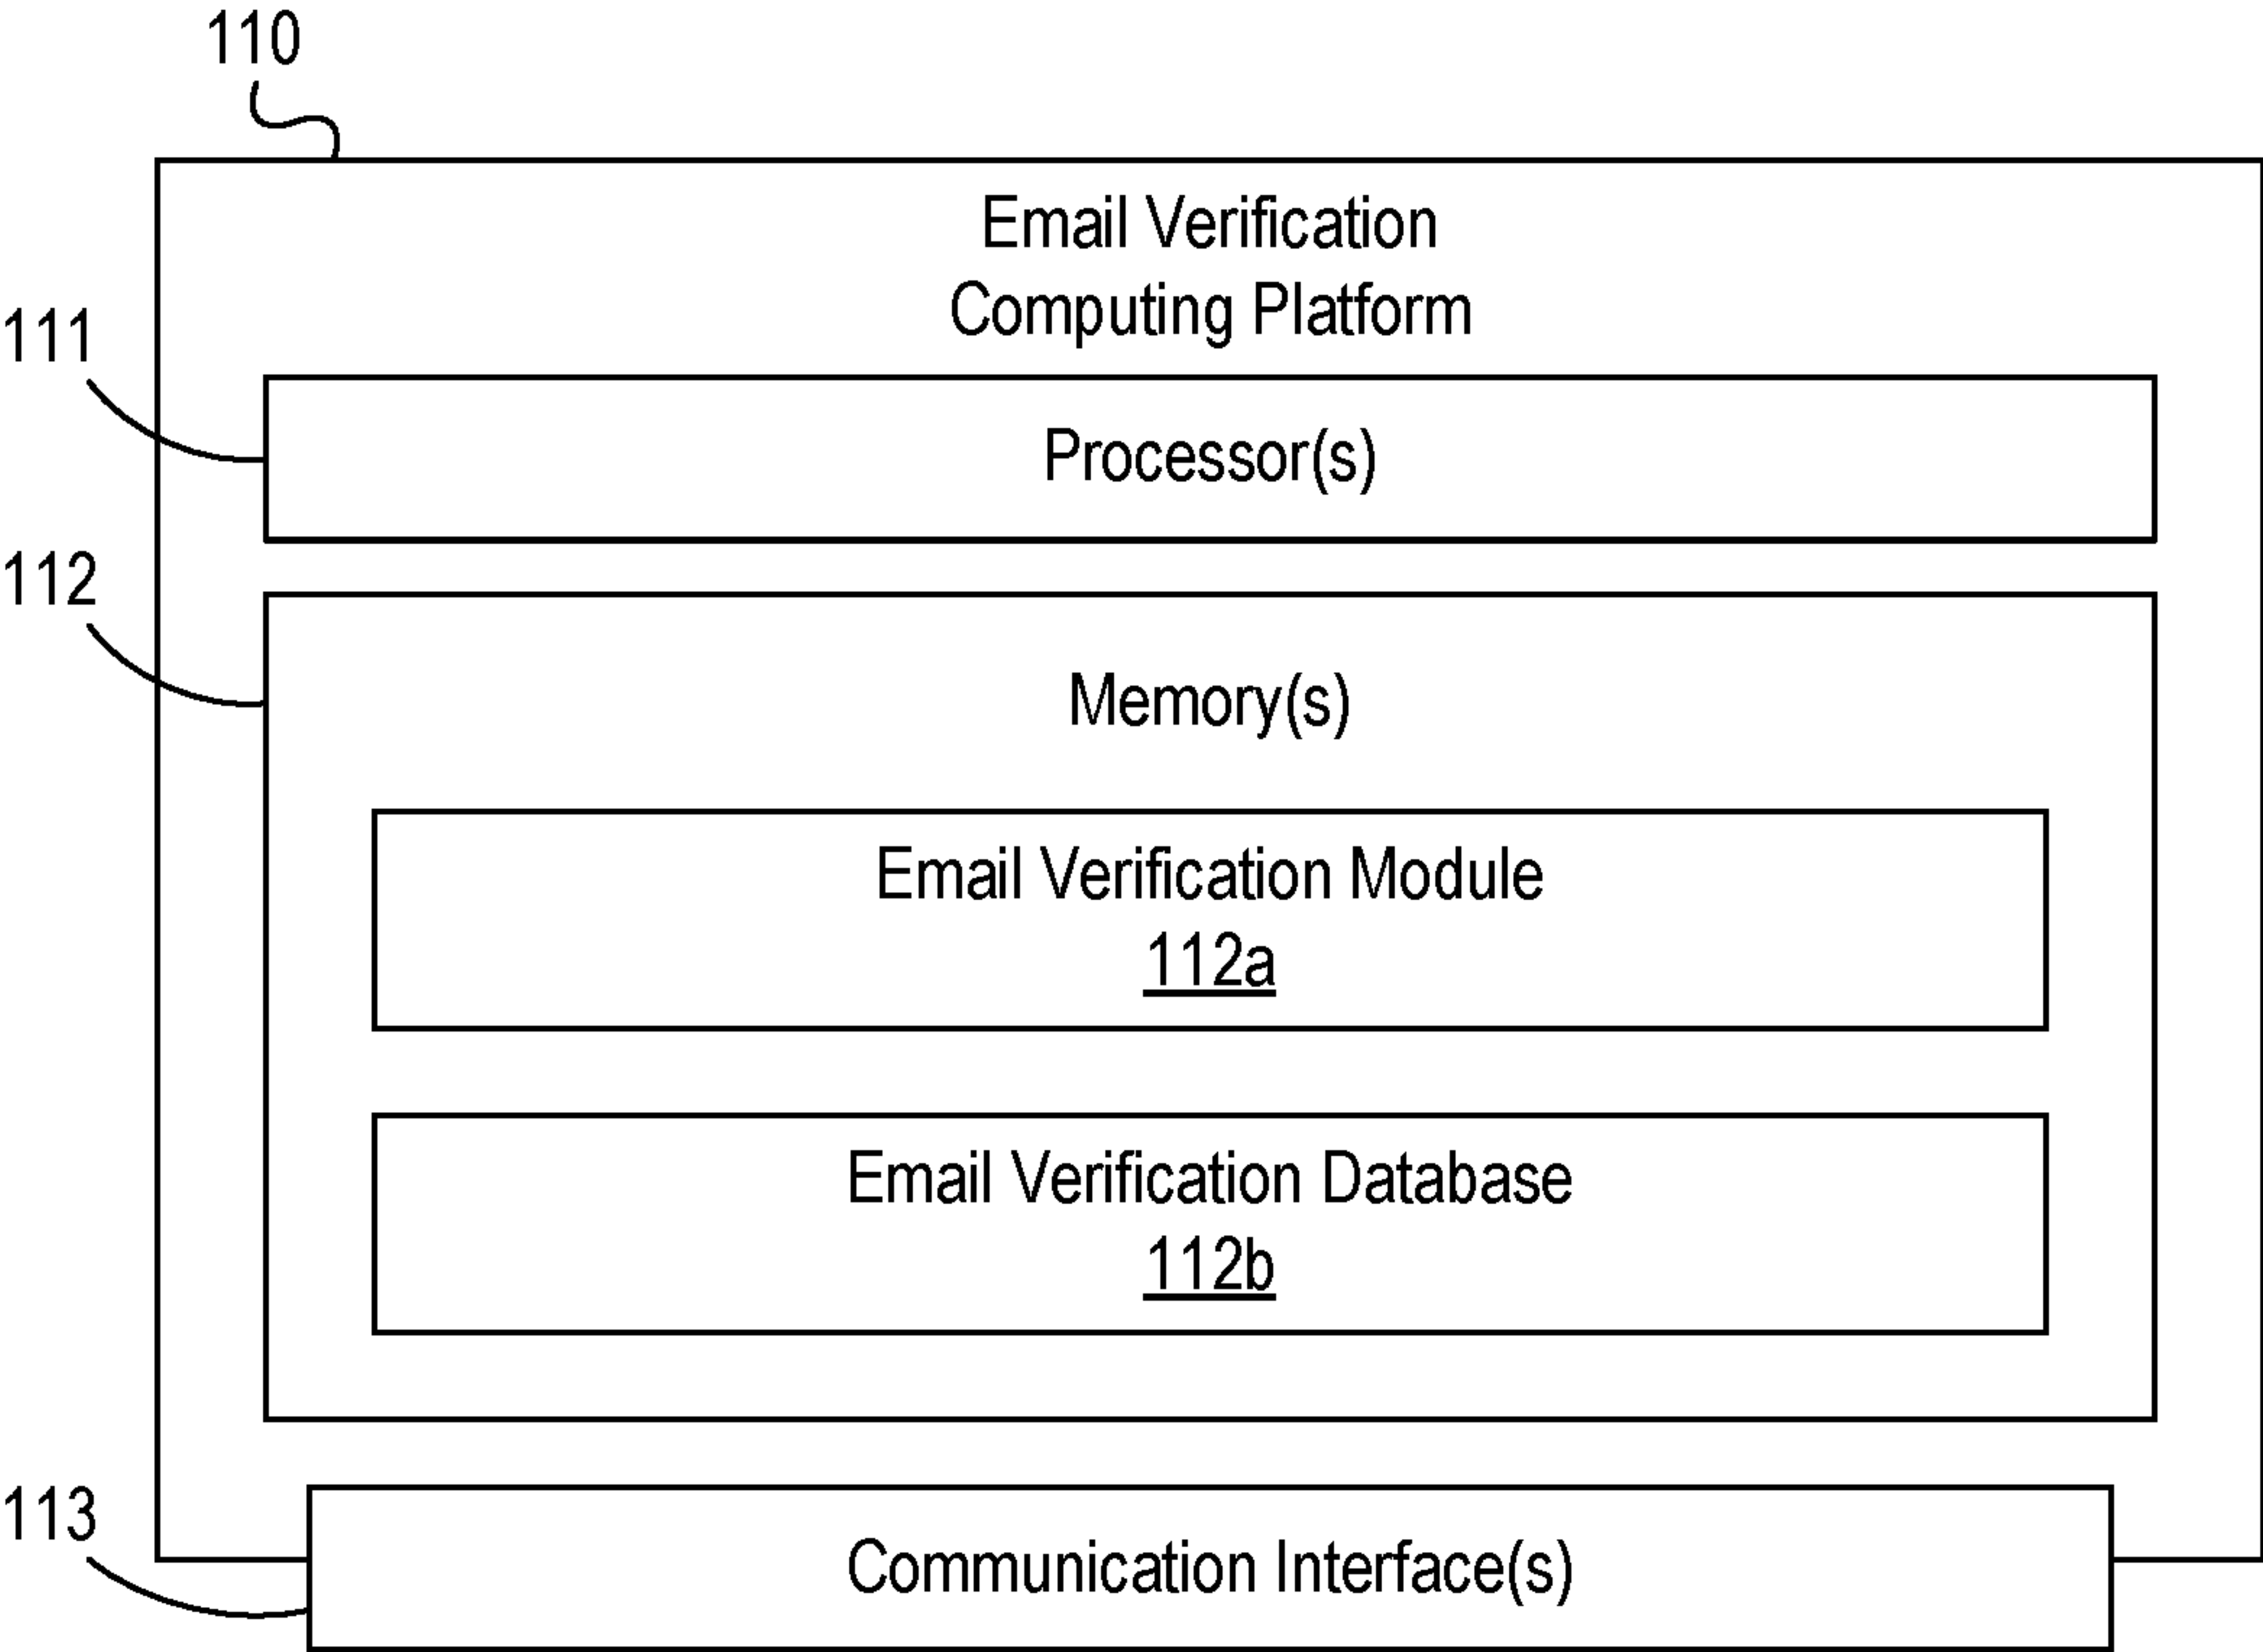 110
Email Verification
Computing Platform
111
Processor(s)
112
Memory(s)
Email Verification Module
112a
Email Verification Database
112b
113
Communication Interface(s)